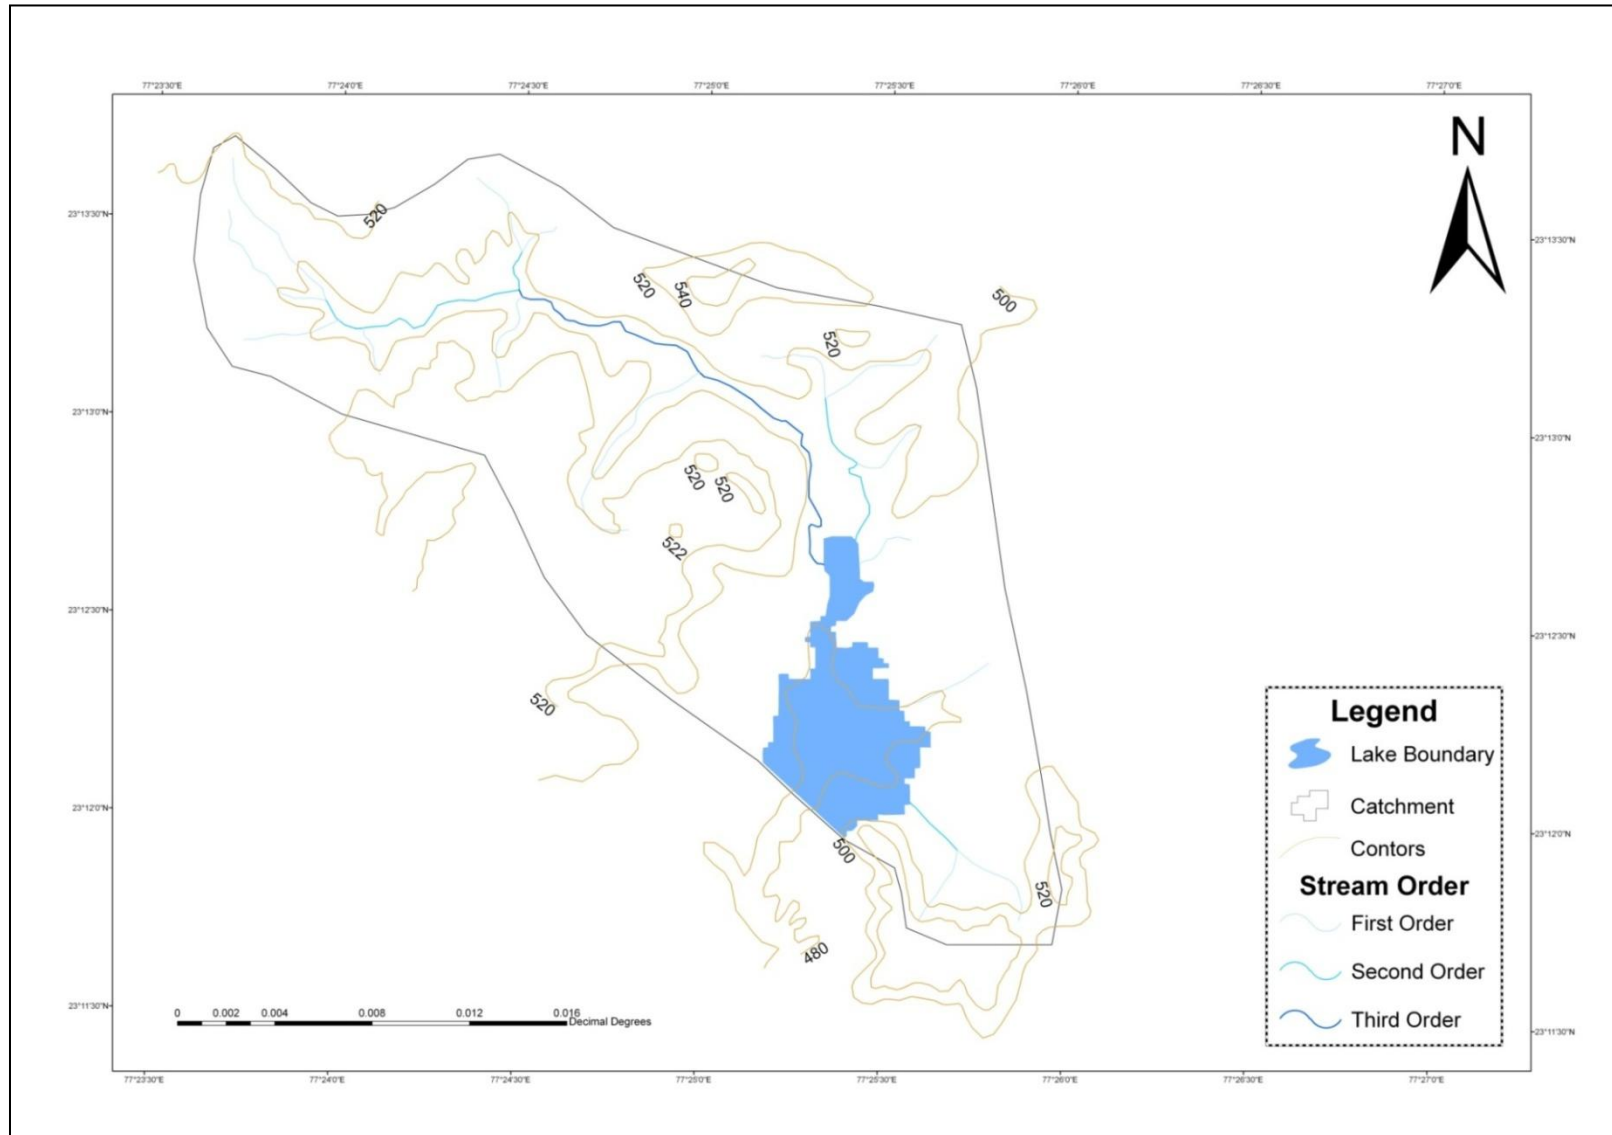 77°23'30"E 77°24'0"E 77°24'30"E 77°25'0"E 77°25'30"E 77°26'0"E 77°26'30"E 77°27'0"E
N
23°13'30"N
520
23°13'30"N
520
540
500
520
23°13'0"N
23°13'0"N
520
520
522
23°12'30"N
23°12'30"N
520
Legend
Lake Boundary
Catchment
Contors
Stream Order
First Order
Second Order
Third Order
23°12'0"N
23°12'0"N
500
520
480
23°11'30"N
0 0.002 0.004 0.008 0.012 0.016
Decimal Degrees
23°11'30"N
77°23'30"E 77°24'0"E 77°24'30"E 77°25'0"E 77°25'30"E 77°26'0"E 77°26'30"E 77°27'0"E